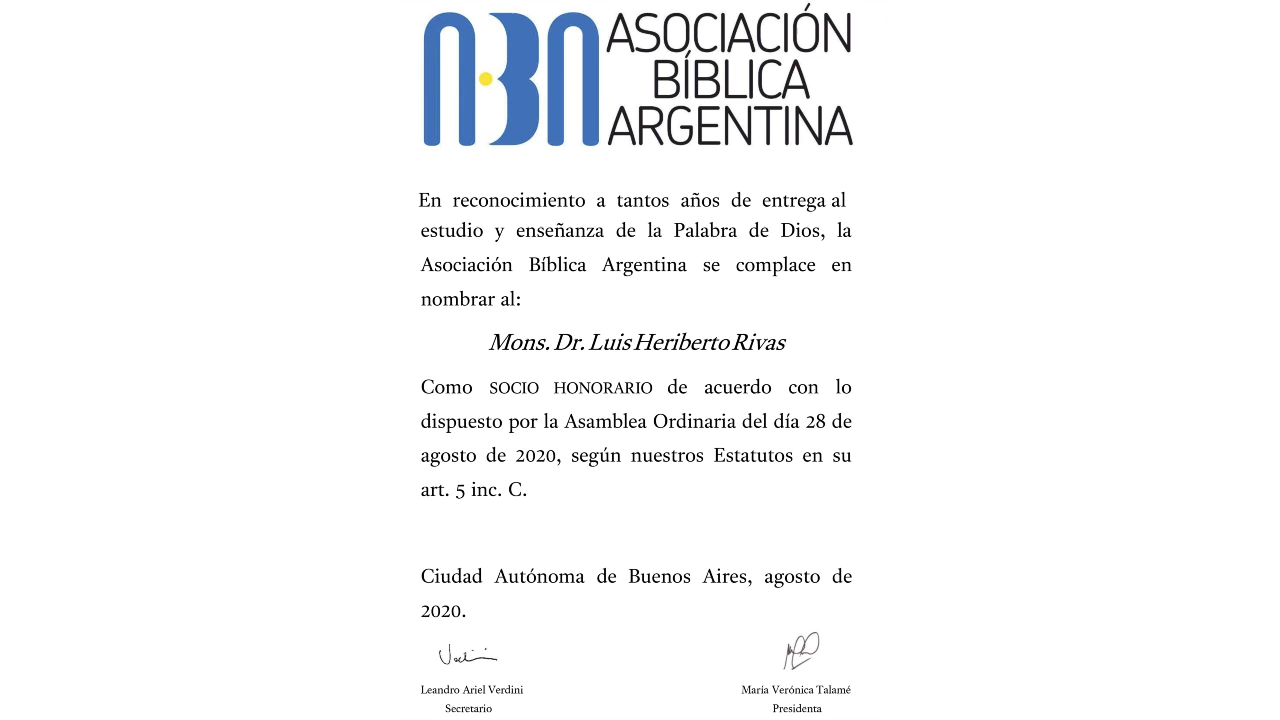 ABA
ASOCIACIÓN
BÍBLICA
ARGENTINA
En reconocimiento a tantos años de entrega al
estudio y enseñanza de la Palabra de Dios, la
Asociación Bíblica Argentina se complace en
nombrar al:
Mons. Dr. Luis Heriberto Rivas
Como SOCIO HONORARIO de acuerdo con lo
dispuesto por la Asamblea Ordinaria del día 28 de
agosto de 2020, según nuestros Estatutos en su
art. 5 inc. C.
Ciudad Autónoma de Buenos Aires, agosto de
2020.
Leandro Ariel Verdini
Secretario
María Verónica Talamé
Presidenta